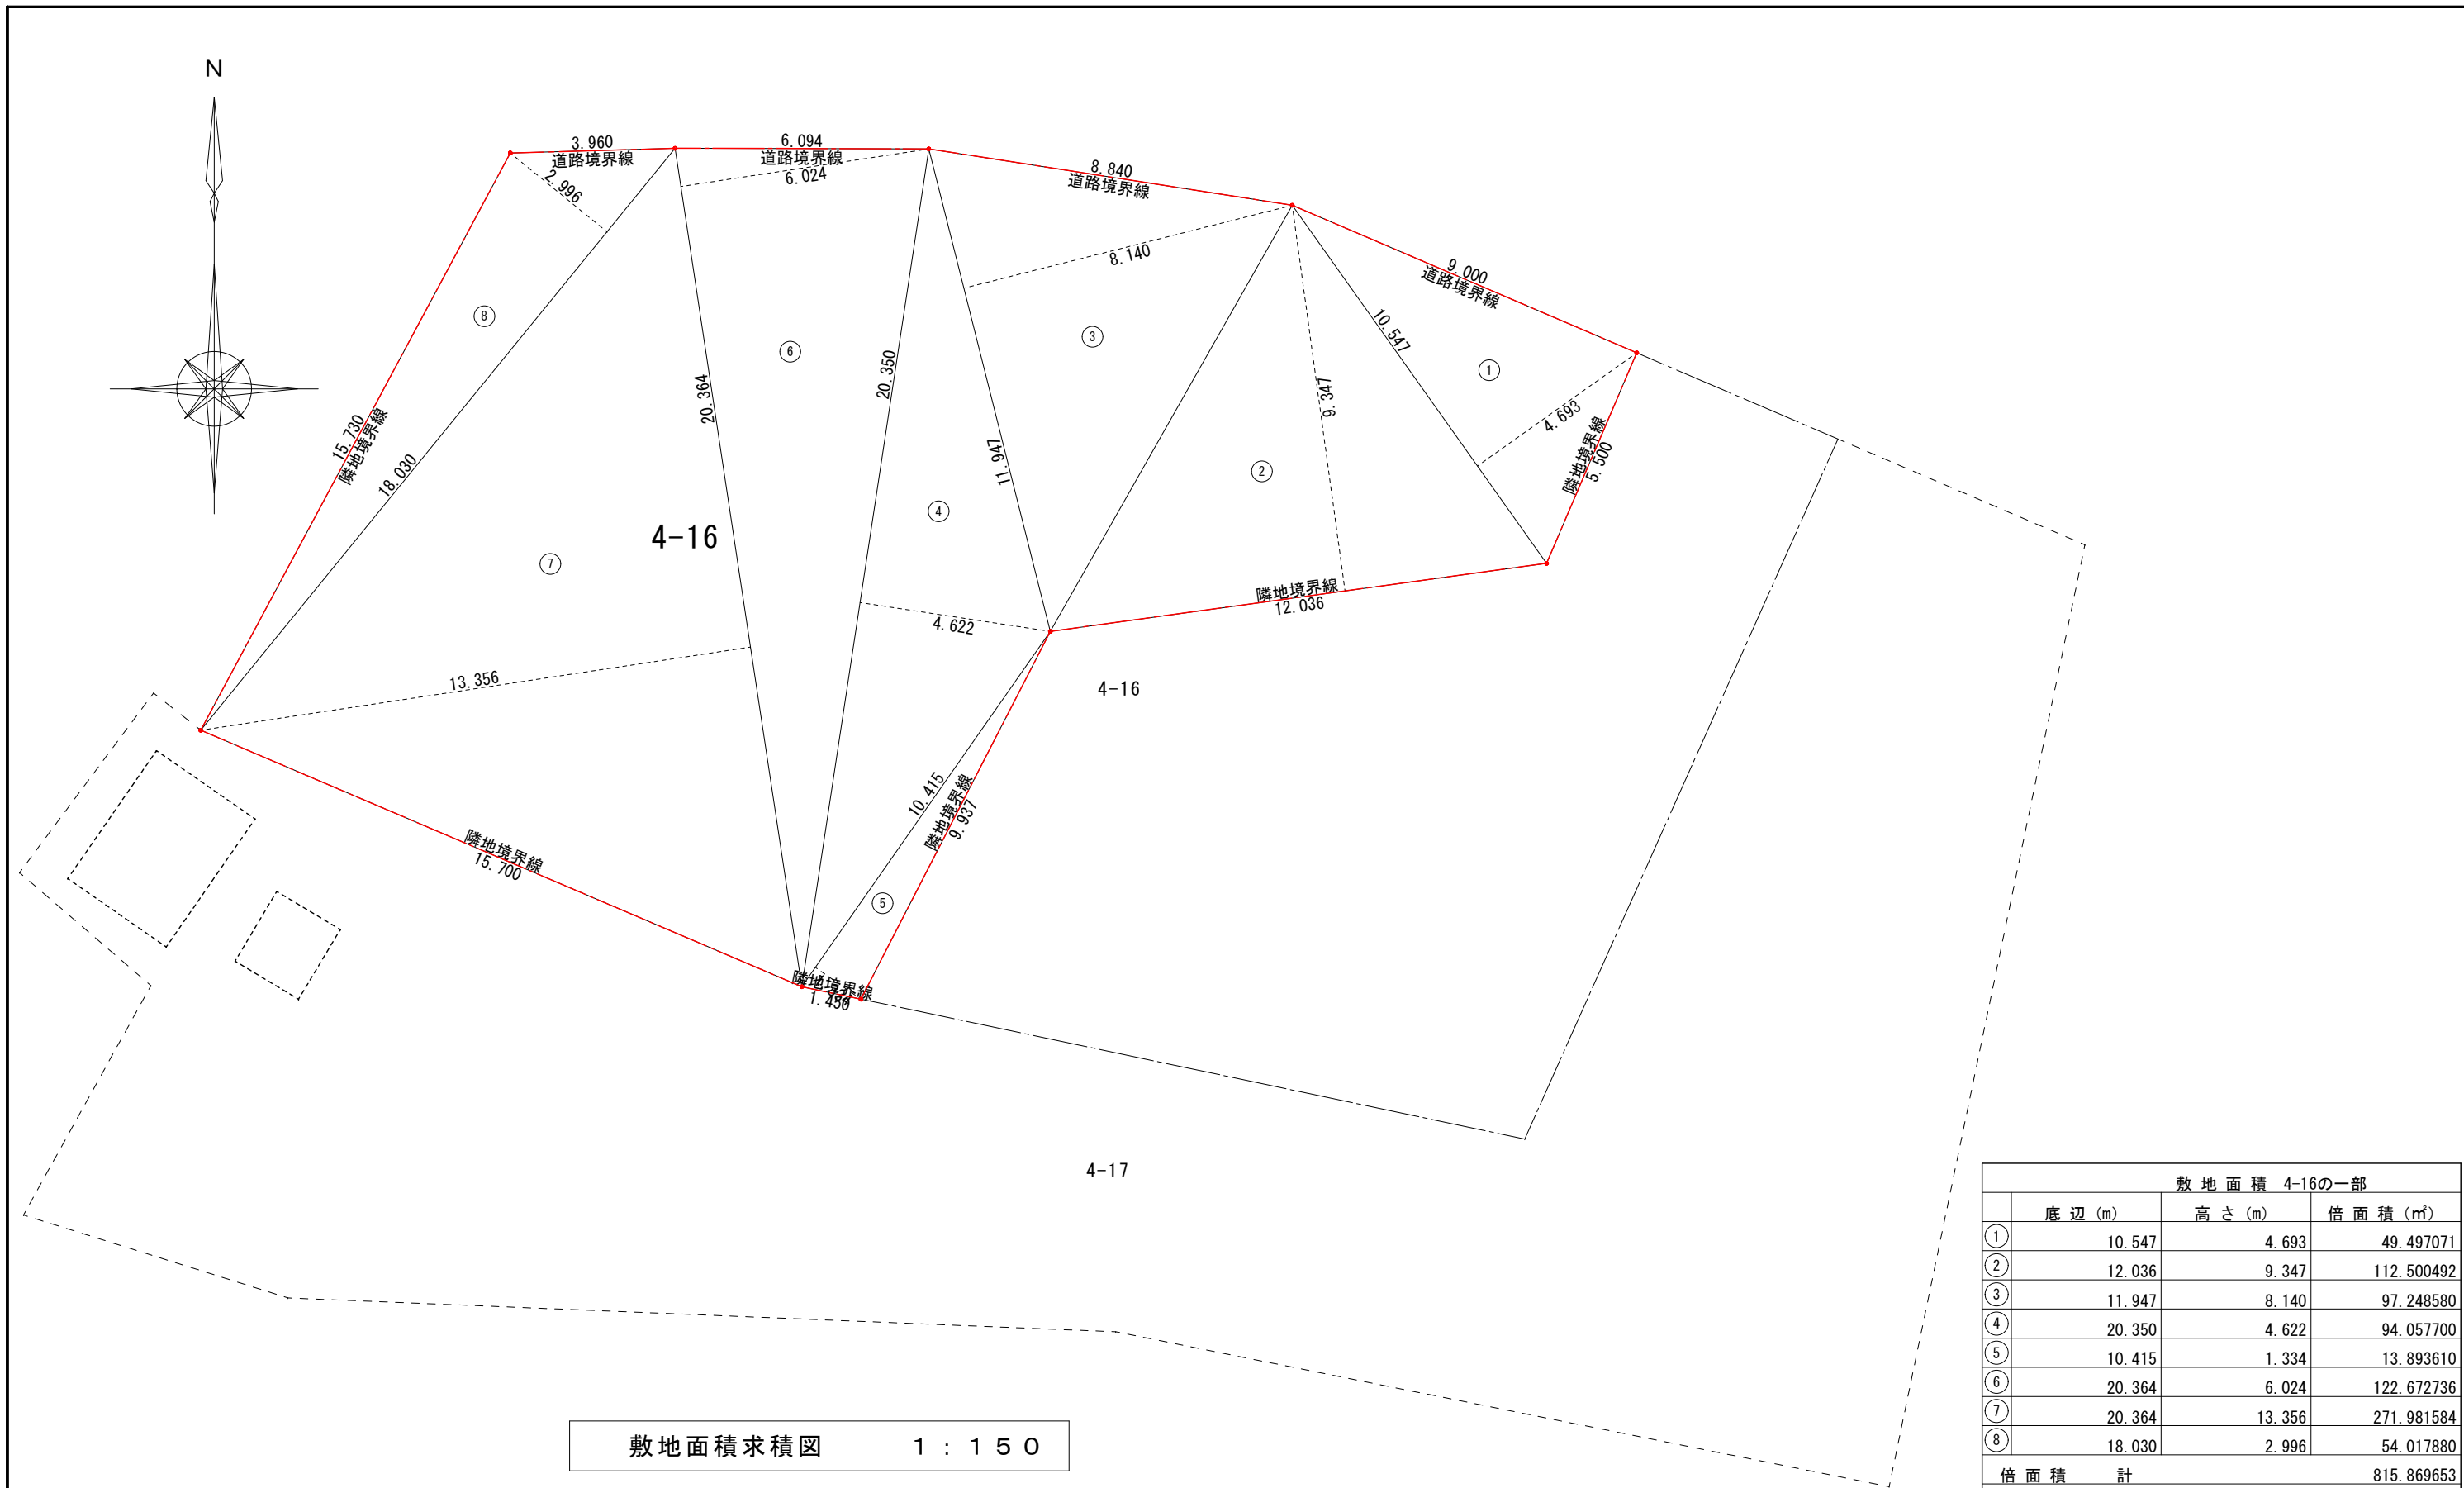 N
3.960
道路境界線
2.996
6.094
道路境界線
6.024
8.840
道路境界線
8.140
9.000
道路境界線
10.547
⑧
⑥
③
①
20.364
20.350
9.347
4.693
隣地境界線
5.500
15.730
隣地境界線
18.030
11.947
②
④
4-16
⑦
隣地境界線
12.036
4.622
13.356
4-16
10.415
隣地境界線
9.937
隣地境界線
15.700
⑤
隣地境界線
1.450
4-17
敷地面積 4-16の一部
底辺(m) 高さ(m) 倍面積(㎡)
① 10.547 4.693 49.497071
② 12.036 9.347 112.500492
③ 11.947 8.140 97.248580
④ 20.350 4.622 94.057700
⑤ 10.415 1.334 13.893610
⑥ 20.364 6.024 122.672736
⑦ 20.364 13.356 271.981584
⑧ 18.030 2.996 54.017880
倍面積 計 815.869653
敷地面積求積図 1:150